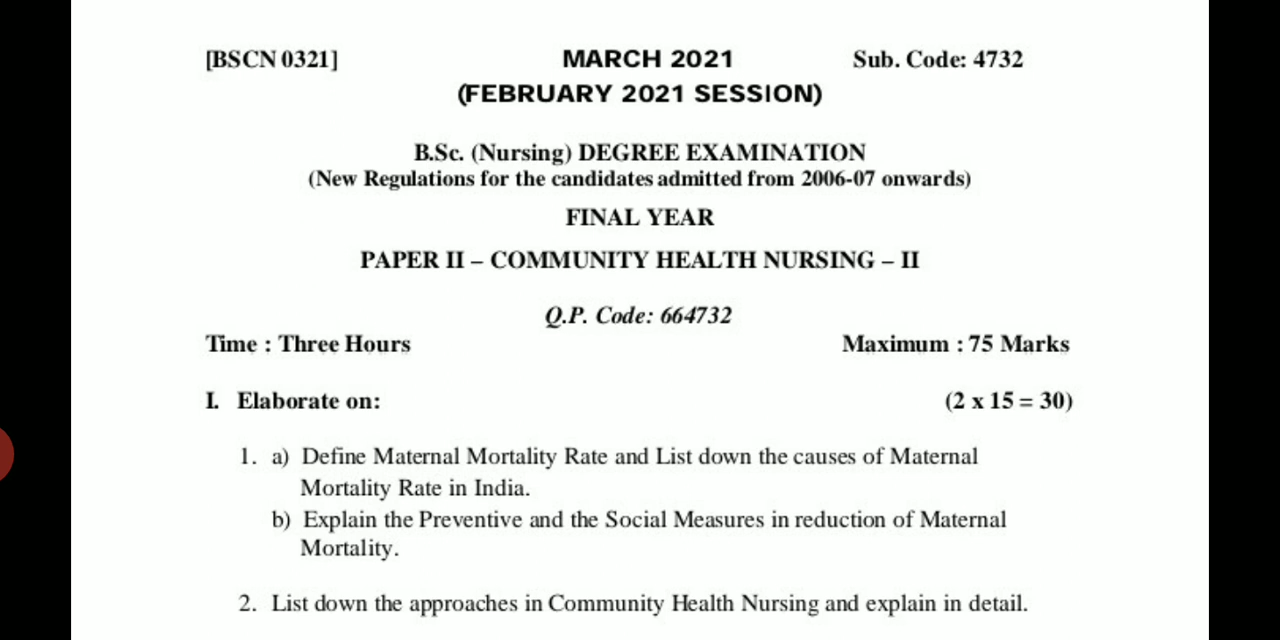 [BSCN 0321] MARCH 2021 Sub. Code: 4732
(FEBRUARY 2021 SESSION)
B.Sc. (Nursing) DEGREE EXAMINATION
(New Regulations for the candidates admitted from 2006-07 onwards)
FINAL YEAR
PAPER II – COMMUNITY HEALTH NURSING – II
Q.P. Code: 664732
Time : Three Hours Maximum : 75 Marks
I. Elaborate on: (2 x 15 = 30)
1. a) Define Maternal Mortality Rate and List down the causes of Maternal
Mortality Rate in India.
b) Explain the Preventive and the Social Measures in reduction of Maternal
Mortality.
2. List down the approaches in Community Health Nursing and explain in detail.